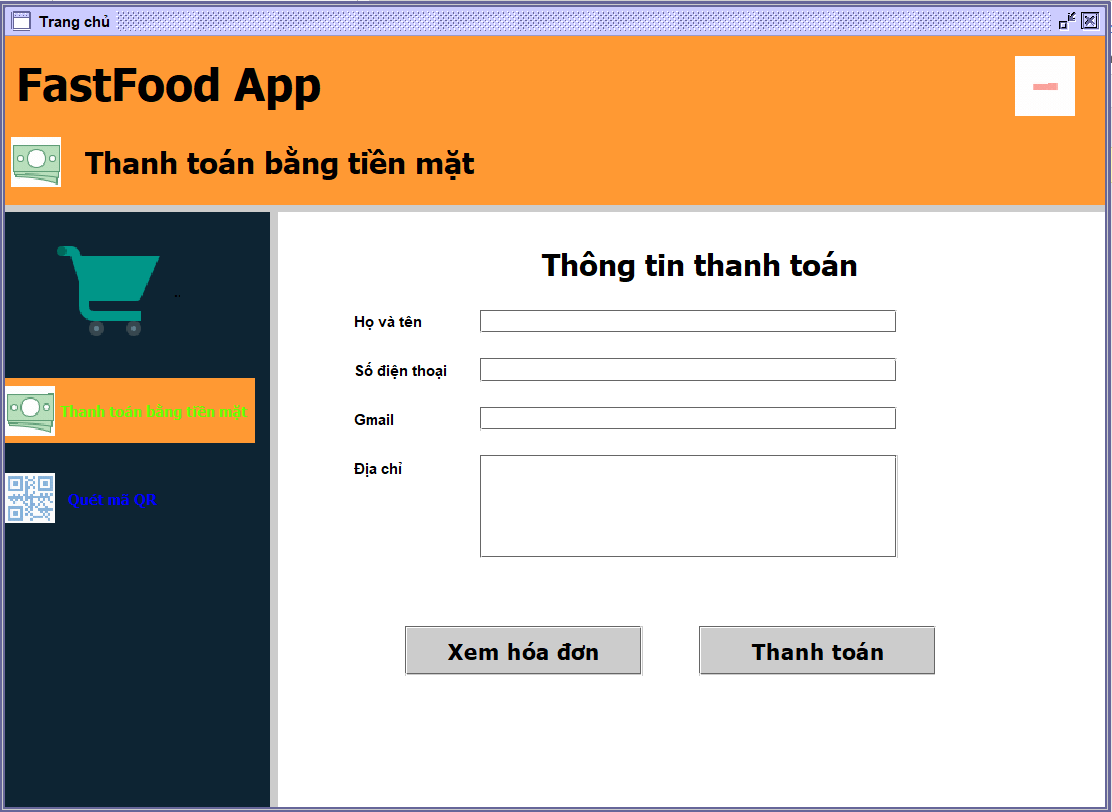 Trang chủ
FastFood App
Thanh toán bằng tiền mặt
Thông tin thanh toán
Họ và tên
Số điện thoại
Thanh toán bằng tiền mặt
Gmail
Địa chỉ
Quét mã QR
Xem hóa đơn
Thanh toán